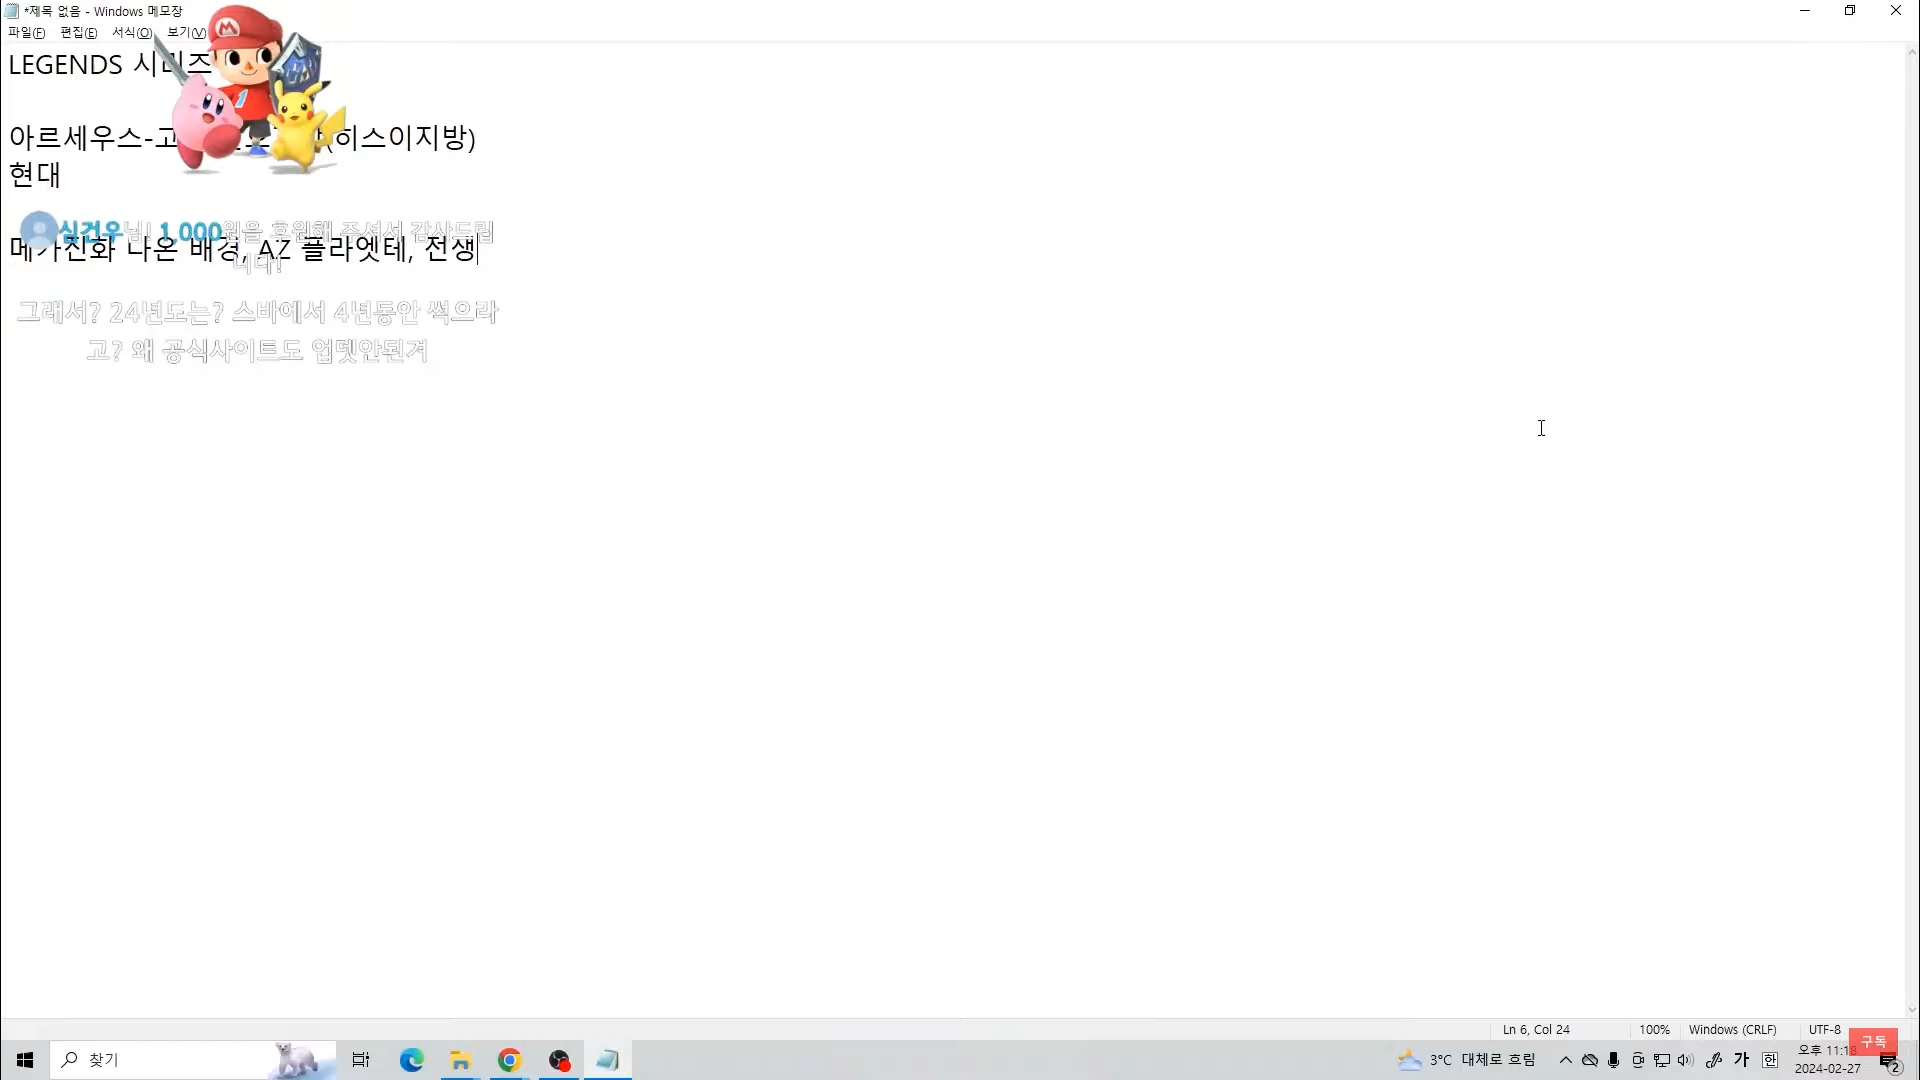 *제목 없음 - Windows 메모장
파일(F) 편집(E) 서식(O) 보기(V)
LEGENDS 시리즈
아르세우스-고 (히스이지방)
현대
심건우님! 1,000원을 후원해 주셔서 감사드립
니다!
메가진화 나온 배경, AZ 플라엣테, 전생
그래서? 24년도는? 스바에서 4년동안 썩으라
고? 왜 공식사이트도 업뎃안된겨
Ln 6, Col 24 100% Windows (CRLF) UTF-8
구독
찾기
3°C 대체로 흐림 가 한
오후 11:18
2024-02-27
2